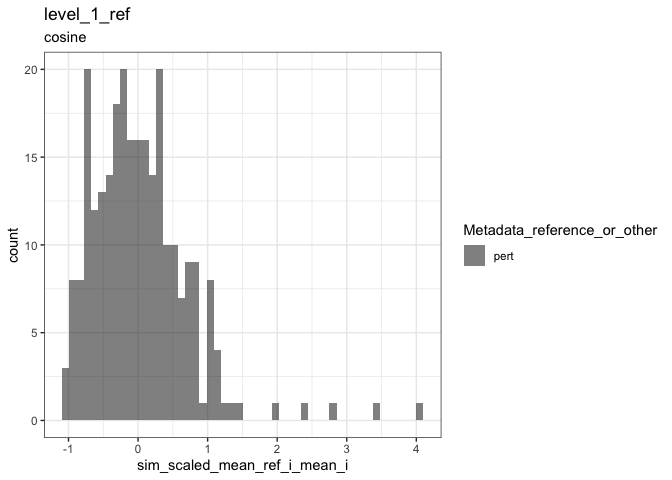 level_1_ref
cosine
20
15
10
5
0
count
-1
0
1
2
3
4
sim_scaled_mean_ref_i_mean_i
Metadata_reference_or_other
pert